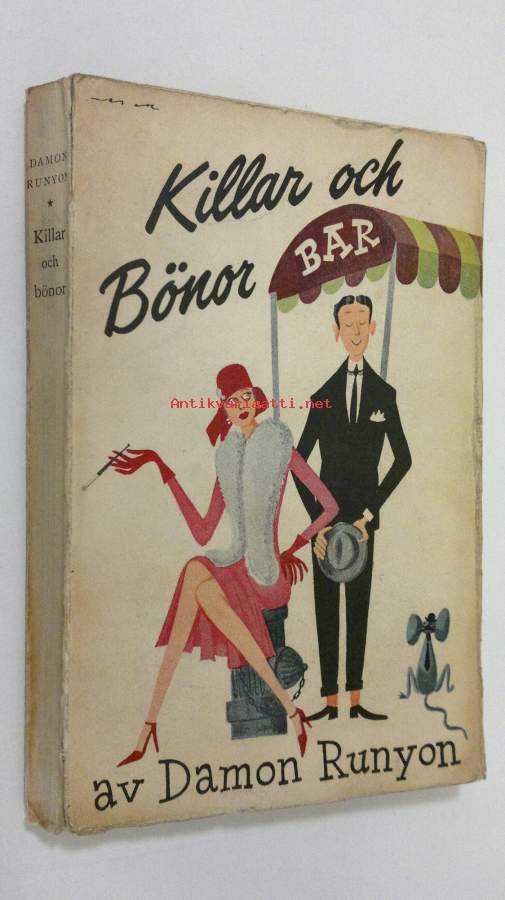 DAMON
RUNYON
*
Killar
och
bönor
Killar och
Bönor
BAR
Antikvariaatti.net
av Damon Runyon